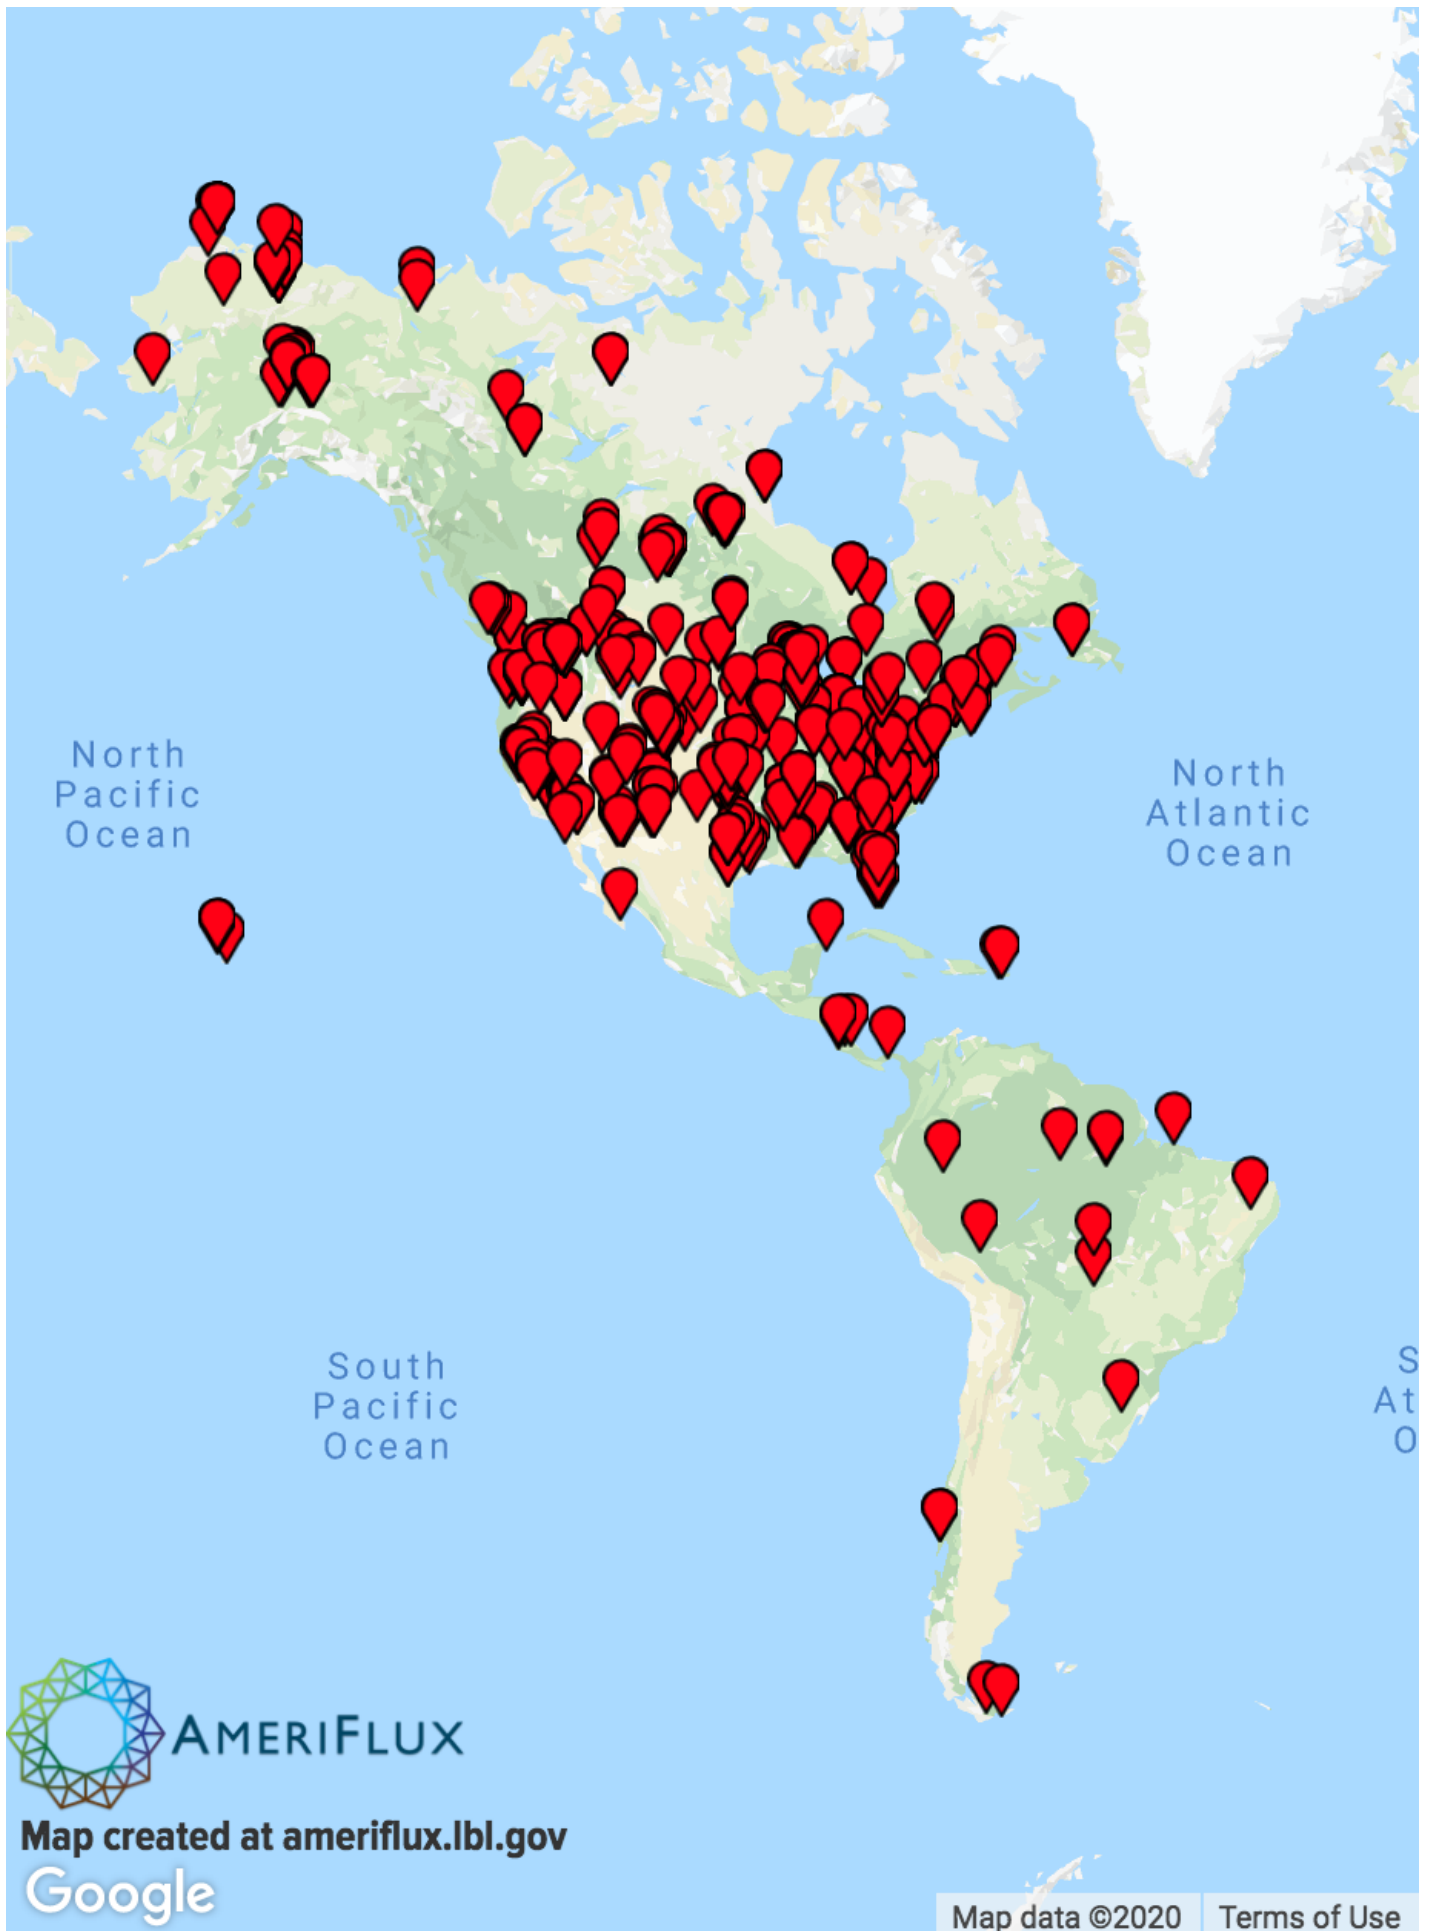 North
Pacific
Ocean
North
Atlantic
Ocean
South
Pacific
Ocean
S
At
O
AMERIFLUX
Map created at ameriflux.lbl.gov
Google
Map data ©2020
Terms of Use